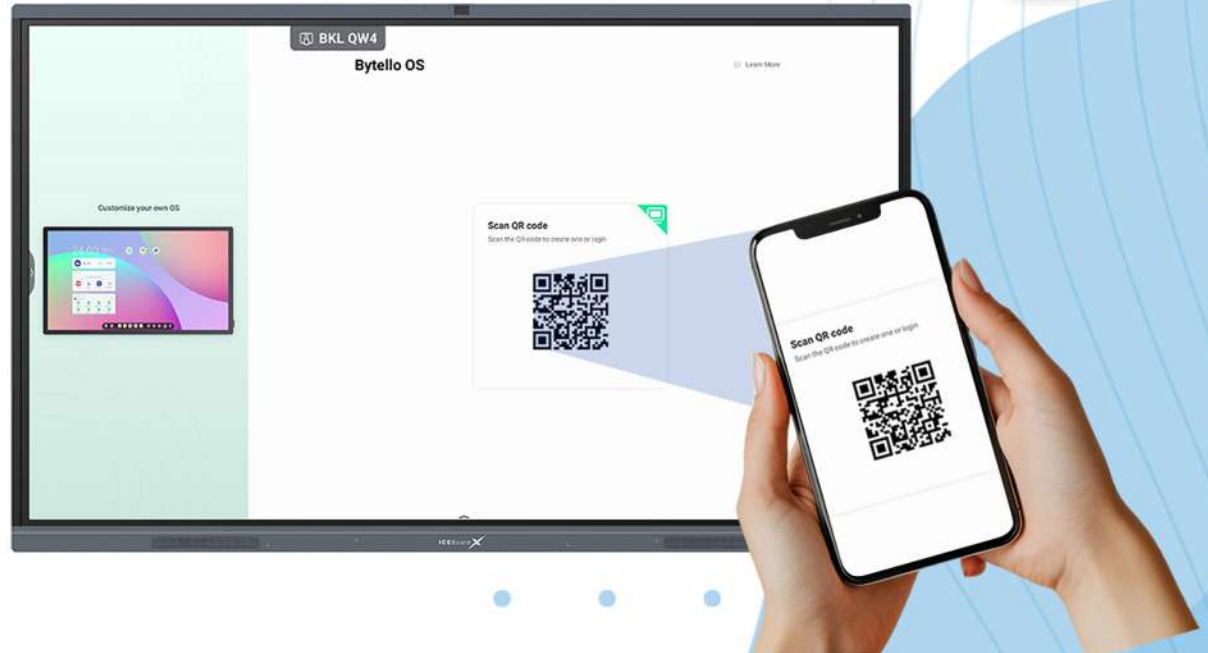 BKL QW4
Bytello OS
Learn More
Customize your own OS
Scan QR code
Scan the QR code to create one or login
Scan QR code
Scan the QR code to create one or login